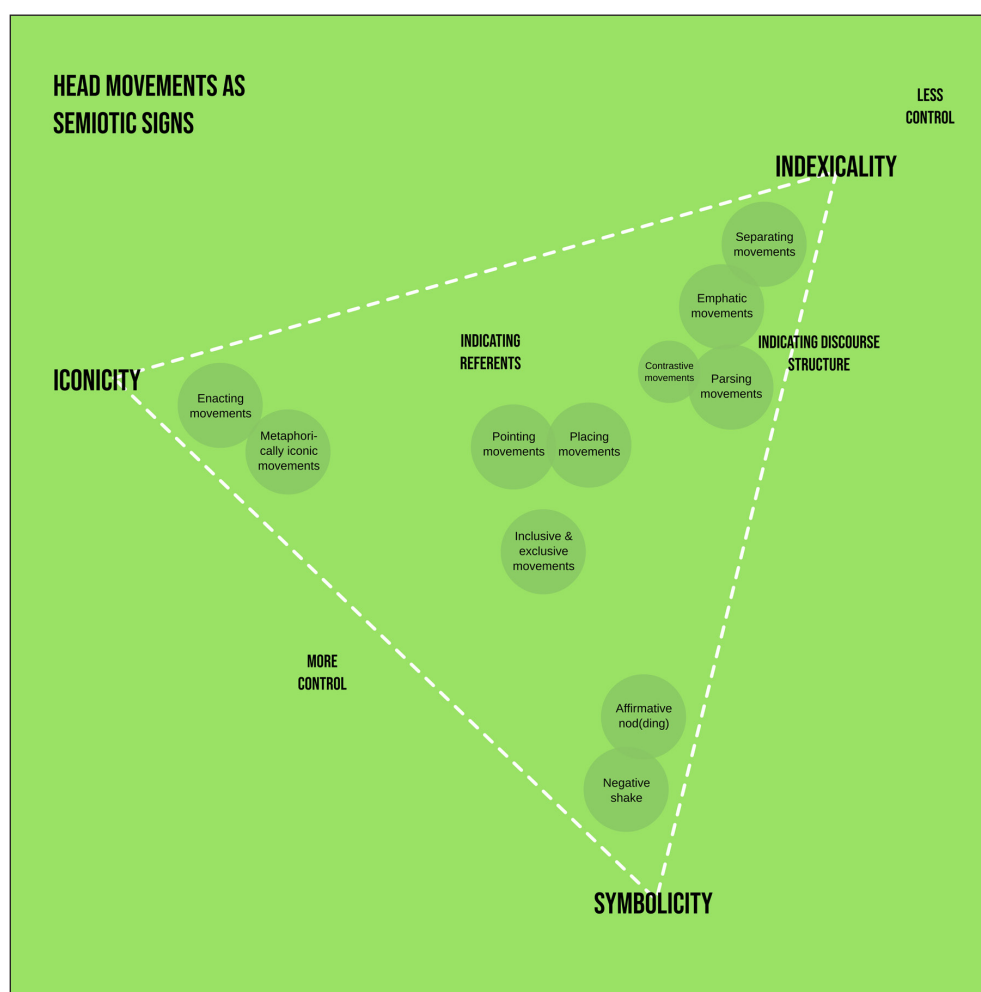 HEAD MOVEMENTS AS
SEMIOTIC SIGNS
LESS
CONTROL
INDEXICALITY
Separating
movements
Emphatic
movements
INDICATING
REFERENTS
INDICATING DISCOURSE
STRUCTURE
Contrastive
movements
Parsing
movements
ICONICITY
Enacting
movements
Metaphori-
cally iconic
movements
Pointing
movements
Placing
movements
Inclusive &
exclusive
movements
MORE
CONTROL
Affirmative
nod(ding)
Negative
shake
SYMBOLICITY